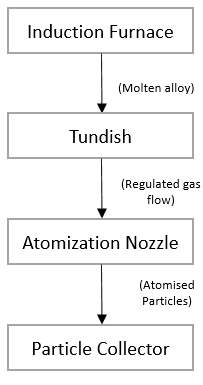 Induction Furnace
(Molten alloy)
Tundish
(Regulated gas
flow)
Atomization Nozzle
(Atomised
Particles)
Particle Collector